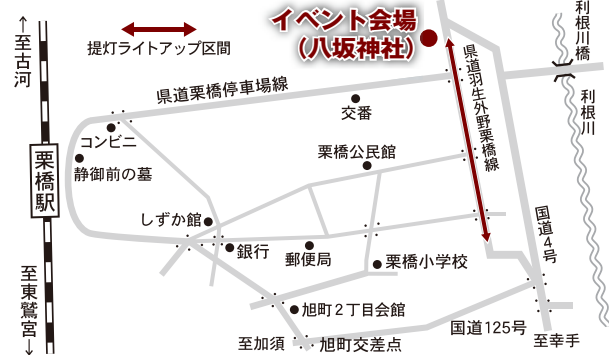 ↑至古河
提灯ライトアップ区間
イベント会場
（八坂神社）
利根川橋
利根川
県道栗橋停車場線
県道羽生外野栗橋線
交番
コンビニ
栗橋公民館
栗橋駅
静御前の墓
しずか館
銀行
郵便局
栗橋小学校
国道4号
至東鷲宮↓
旭町２丁目会館
国道125号
至加須
旭町交差点
至幸手